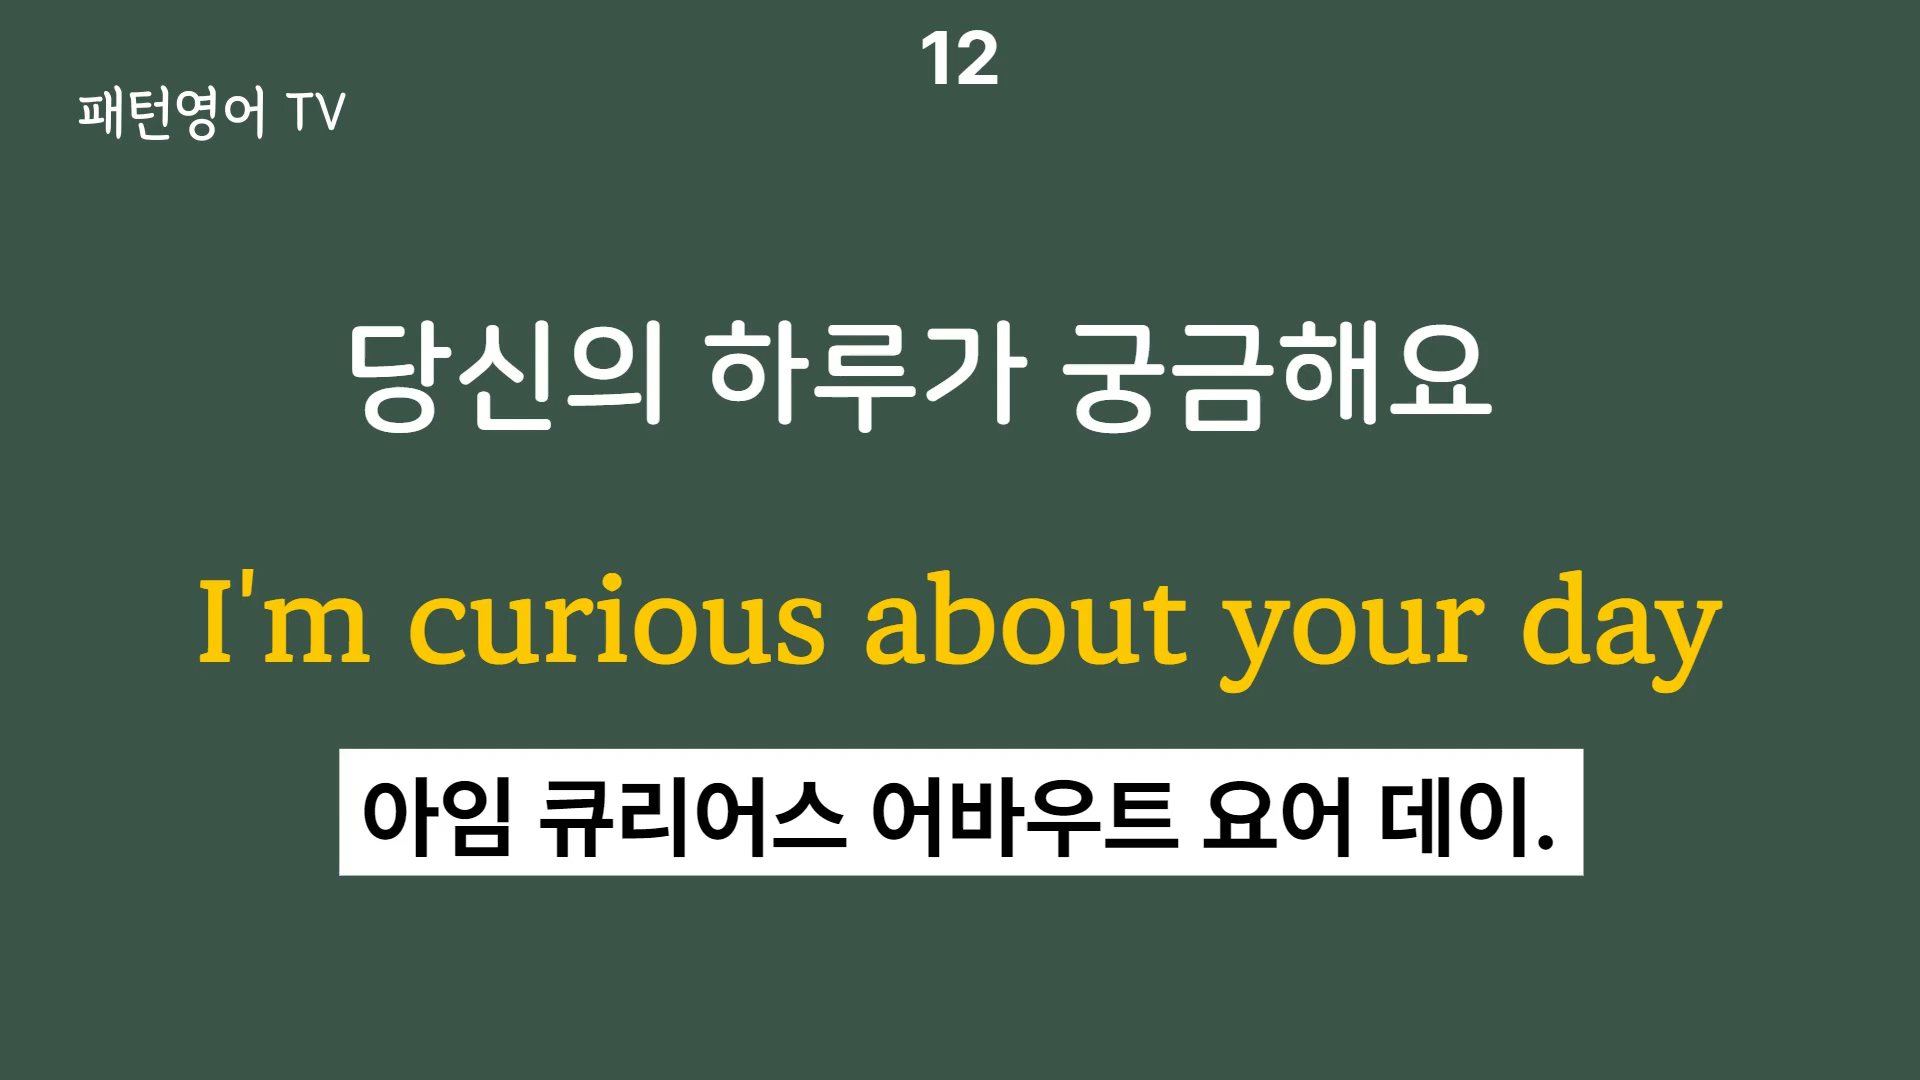 12
패턴영어 TV
당신의 하루가 궁금해요
I'm curious about your day
아임 큐리어스 어바우트 요어 데이.